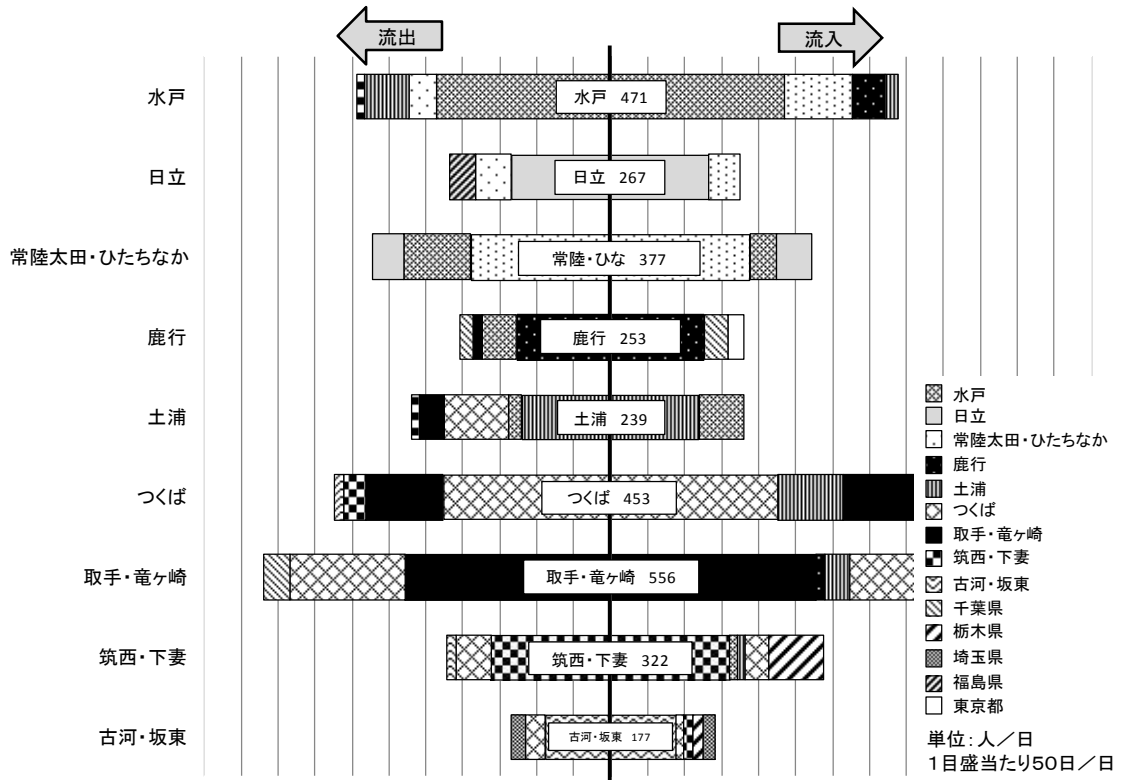 流出
流入
水戸
水戸 471
日立
日立 267
常陸太田・ひたちなか
常陸・ひな 377
鹿行
鹿行 253
土浦
土浦 239
つくば
つくば 453
取手・竜ヶ崎
取手・竜ヶ崎 556
筑西・下妻
筑西・下妻 322
古河・坂東
古河・坂東 177
水戸
日立
常陸太田・ひたちなか
鹿行
土浦
つくば
取手・竜ヶ崎
筑西・下妻
古河・坂東
千葉県
栃木県
埼玉県
福島県
東京都
単位：人／日
1目盛当たり50日／日